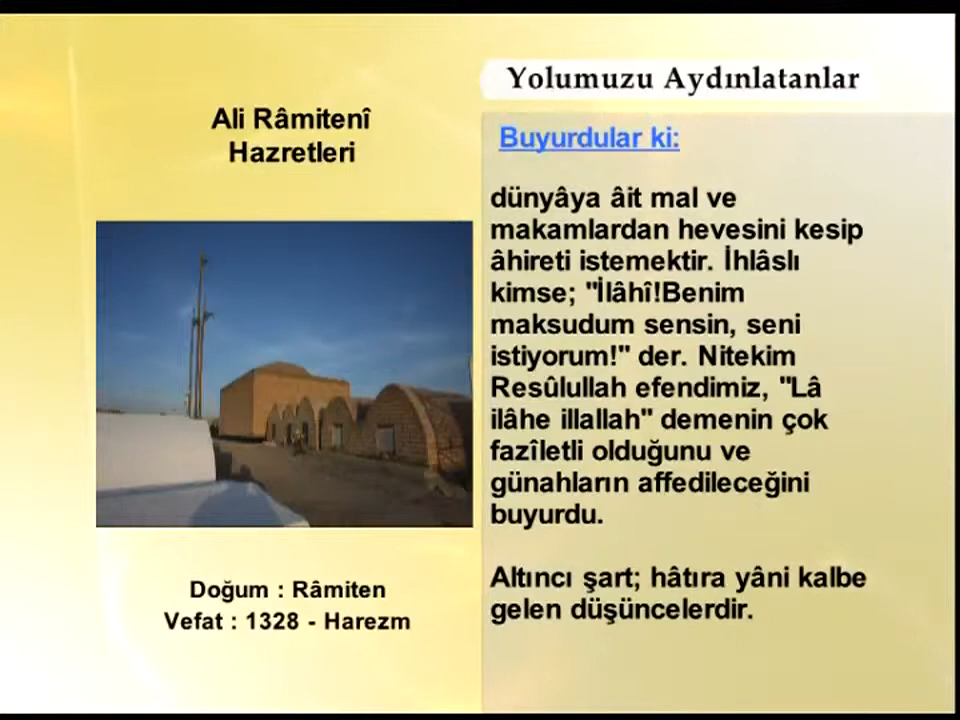 Yolumuzu Aydınlatanlar
Ali Râmitenî
Hazretleri
Buyurdular ki:
dünyâya âit mal ve
makamlardan hevesini kesip
âhireti istemektir. İhlâslı
kimse; "İlâhî!Benim
maksudum sensin, seni
istiyorum!" der. Nitekim
Resûlullah efendimiz, "Lâ
ilâhe illallah" demenin çok
fazîletli olduğunu ve
günahların affedileceğini
buyurdu.
Altıncı şart; hâtıra yâni kalbe
gelen düşüncelerdir.
Doğum : Râmiten
Vefat : 1328 - Harezm